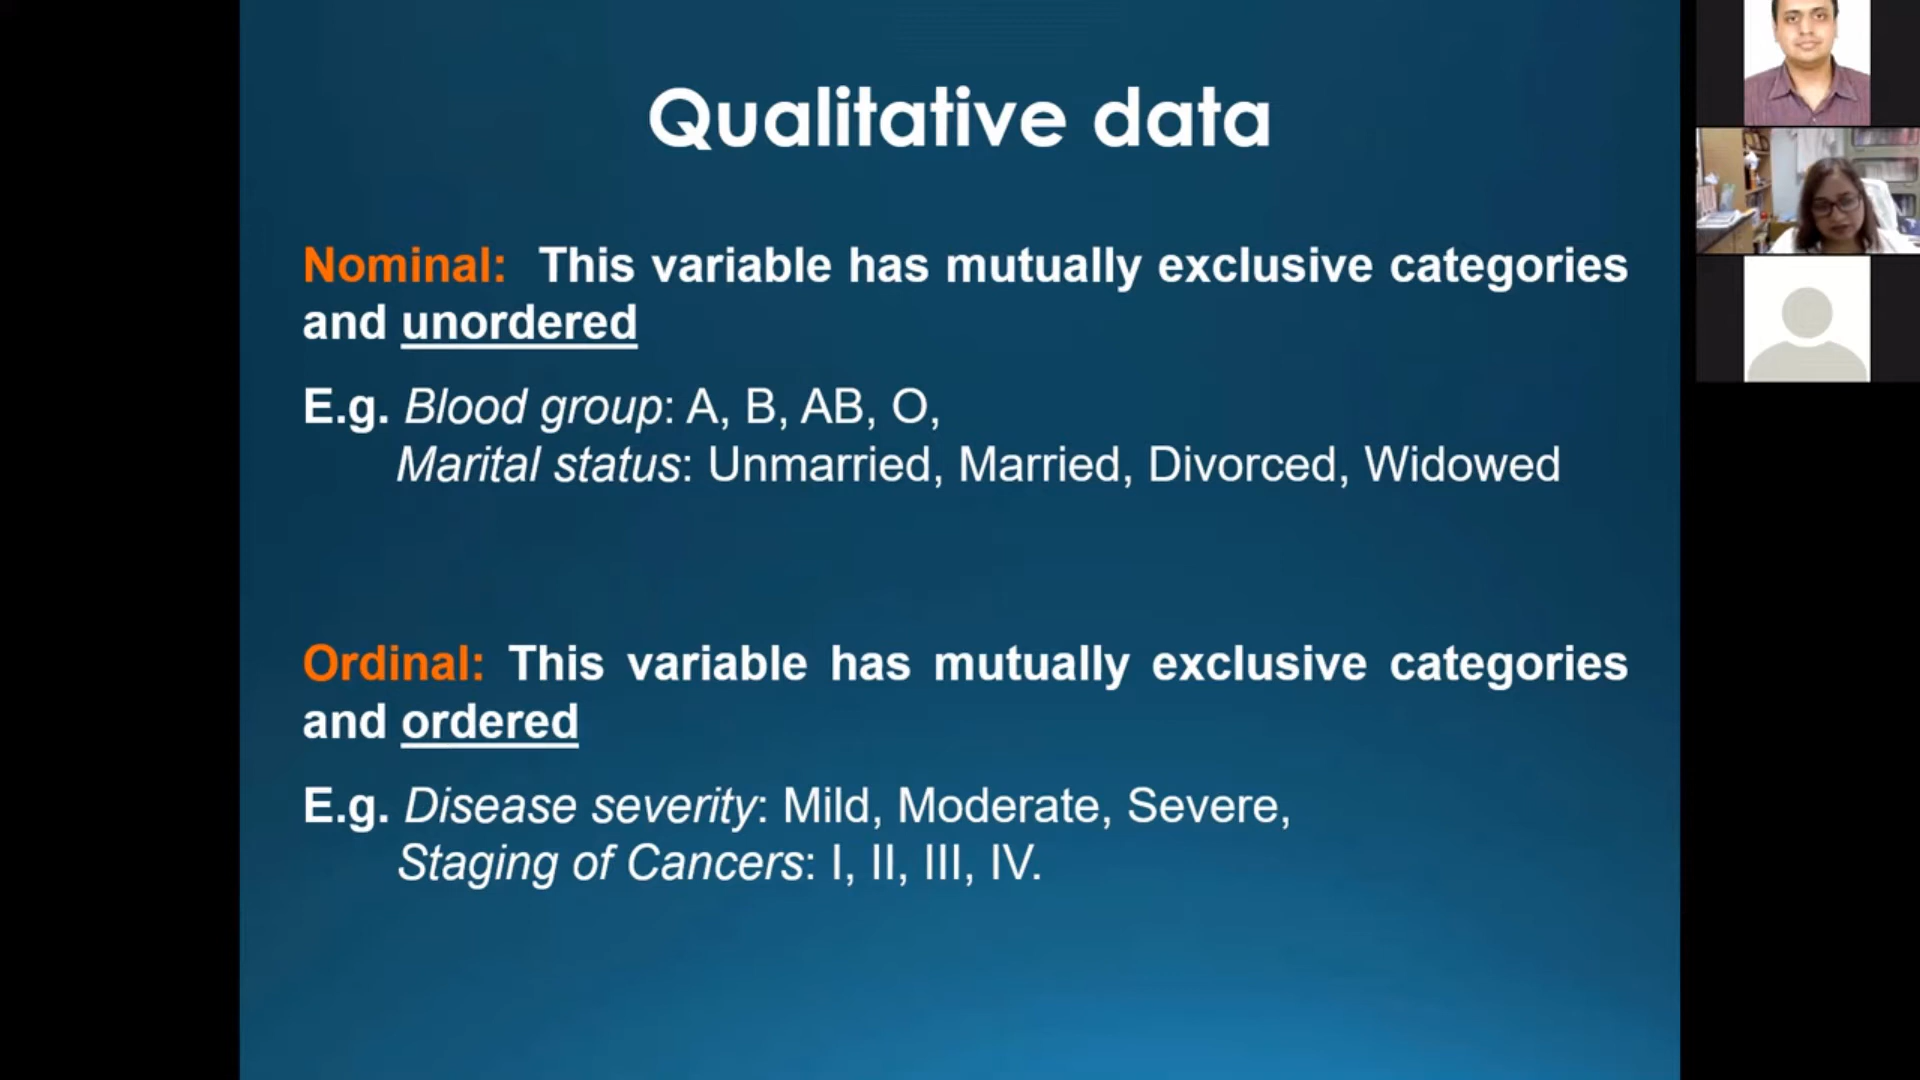 Qualitative data
Nominal: This variable has mutually exclusive categories
and unordered
E.g. Blood group: A, B, AB, O,
Marital status: Unmarried, Married, Divorced, Widowed
Ordinal: This variable has mutually exclusive categories
and ordered
E.g. Disease severity: Mild, Moderate, Severe,
Staging of Cancers: I, II, III, IV.